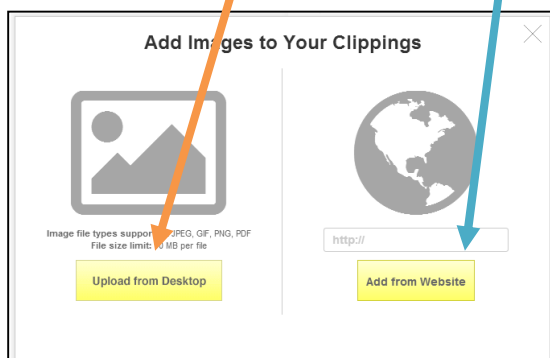 Add Images to Your Clippings
Image file types supported: JPEG, GIF, PNG, PDF
File size limit: MB per file
Upload from Desktop
http://
Add from Website